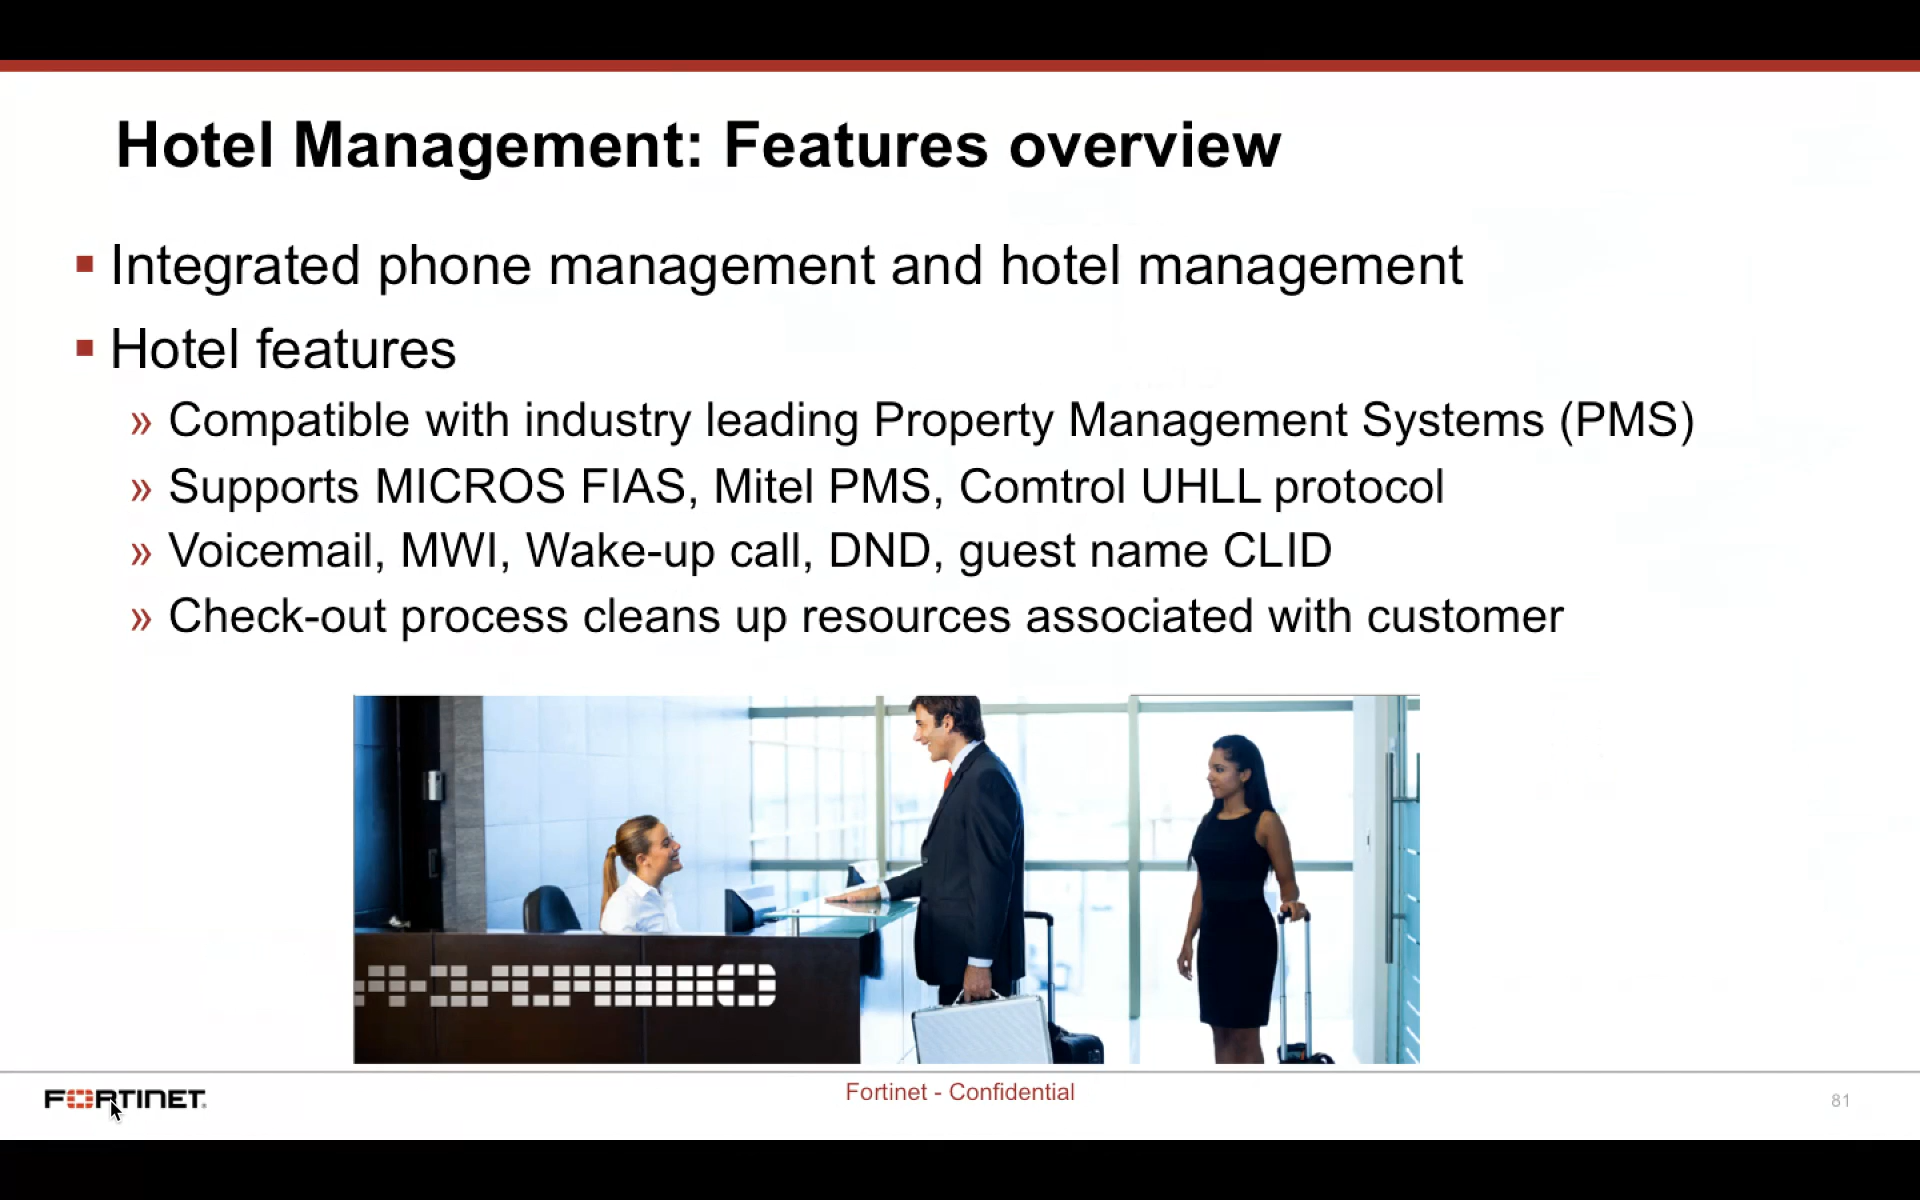 Hotel Management: Features overview
Integrated phone management and hotel management
Hotel features
» Compatible with industry leading Property Management Systems (PMS)
» Supports MICROS FIAS, Mitel PMS, Comtrol UHLL protocol
» Voicemail, MWI, Wake-up call, DND, guest name CLID
» Check-out process cleans up resources associated with customer
FORTINET
Fortinet - Confidential
81